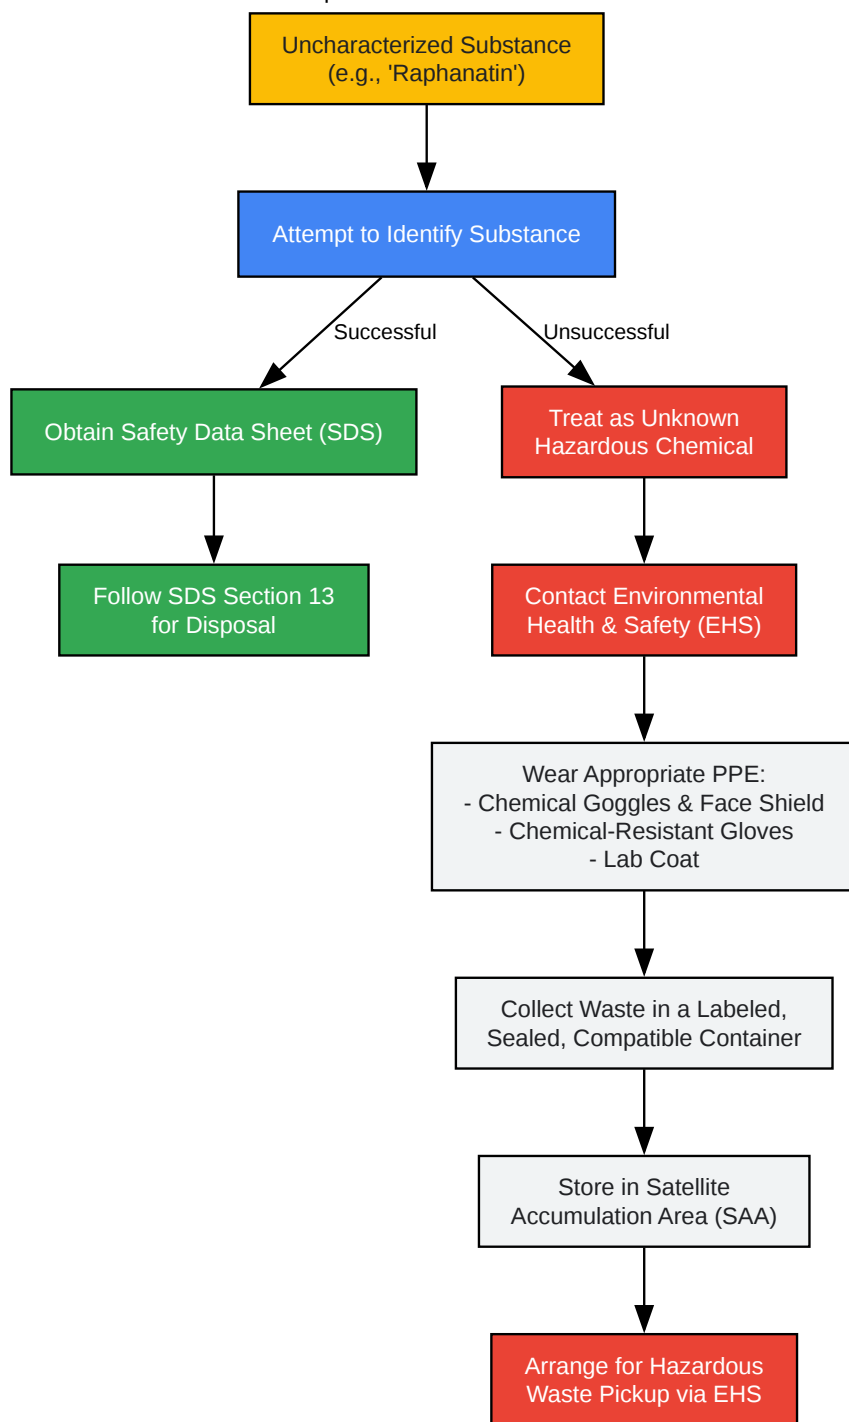 Uncharacterized Substance
(e.g., 'Raphanatin')
Attempt to Identify Substance
Successful
Unsuccessful
Obtain Safety Data Sheet (SDS)
Treat as Unknown
Hazardous Chemical
Follow SDS Section 13
for Disposal
Contact Environmental
Health & Safety (EHS)
Wear Appropriate PPE:
- Chemical Goggles & Face Shield
- Chemical-Resistant Gloves
- Lab Coat
Collect Waste in a Labeled,
Sealed, Compatible Container
Store in Satellite
Accumulation Area (SAA)
Arrange for Hazardous
Waste Pickup via EHS